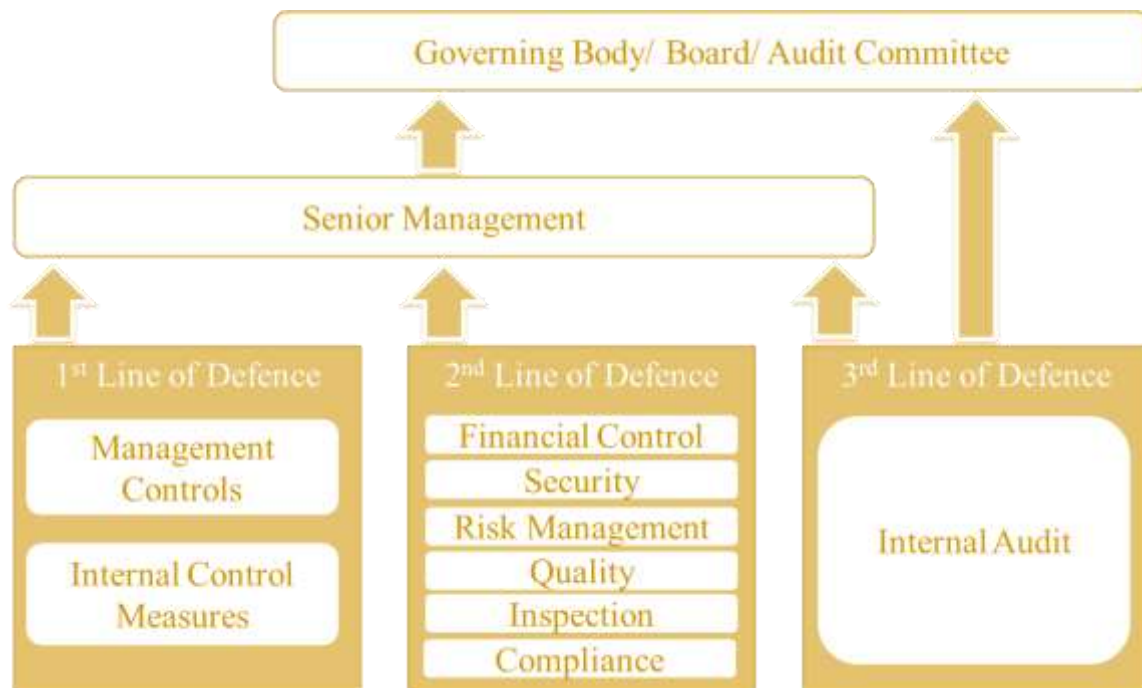 Governing Body/ Board/ Audit Committee
Senior Management
1st Line of Defence
Management
Controls
Internal Control
Measures
2nd Line of Defence
Financial Control
Security
Risk Management
Quality
Inspection
Compliance
3rd Line of Defence
Internal Audit